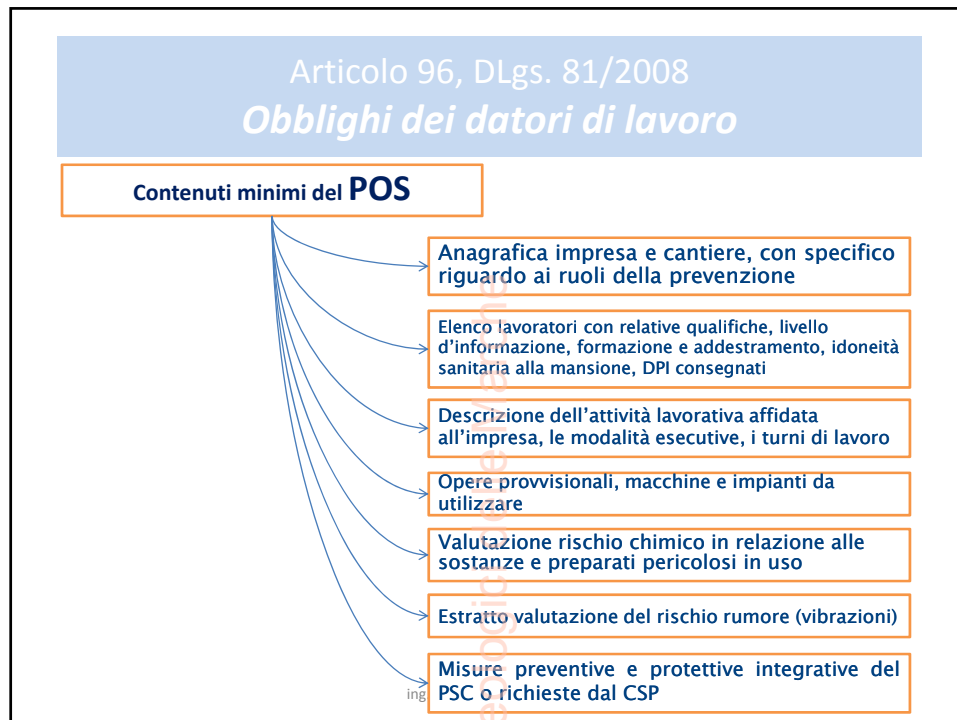 Articolo 96, DLgs. 81/2008
Obblighi dei datori di lavoro
Contenuti minimi del POS
Anagrafica impresa e cantiere, con specifico
riguardo ai ruoli della prevenzione
Elenco lavoratori con relative qualifiche, livello
d'informazione, formazione e addestramento, idoneità
sanitaria alla mansione, DPI consegnati
Descrizione dell'attività lavorativa affidata
all'impresa, le modalità esecutive, i turni di lavoro
Opere provvisionali, macchine e impianti da
utilizzare
Valutazione rischio chimico in relazione alle
sostanze e preparati pericolosi in uso
Estratto valutazione del rischio rumore (vibrazioni)
Misure preventive e protettive integrative del
PSC o richieste dal CSP
ing
delle Marche